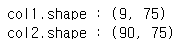 col1.shape : (9, 75)
col2.shape : (90, 75)